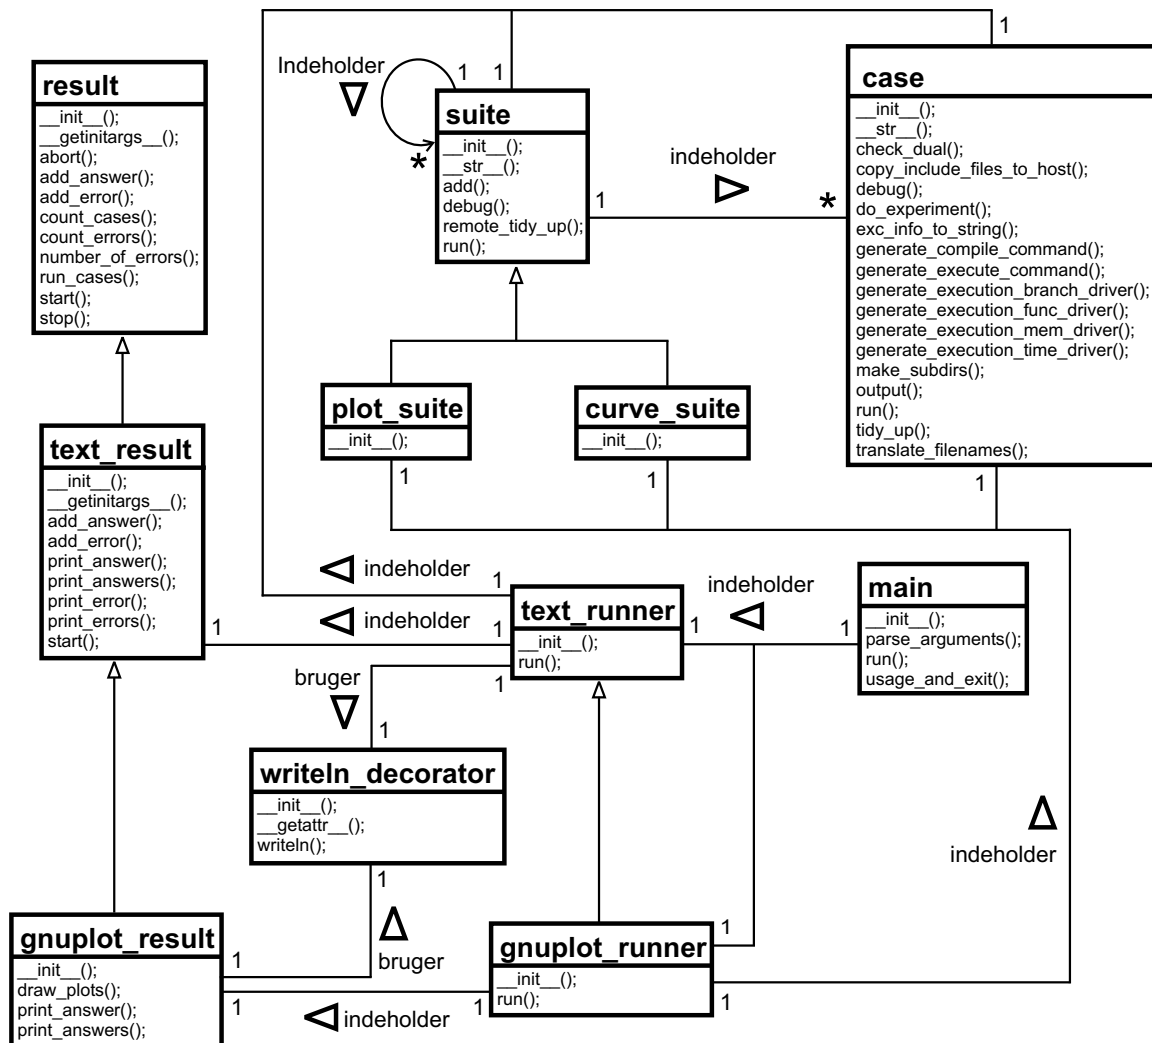 1
Indeholder
1
1
suite
__init__();
__str__();
add();
debug();
remote_tidy_up();
run();
*
indeholder
1
*
case
__init__();
__str__();
check_dual();
copy_include_files_to_host();
debug();
do_experiment();
exc_info_to_string();
generate_compile_command();
generate_execute_command();
generate_execution_branch_driver();
generate_execution_func_driver();
generate_execution_mem_driver();
generate_execution_time_driver();
make_subdirs();
output();
run();
tidy_up();
translate_filenames();
1
result
__init__();
__getinitargs__();
abort();
add_answer();
add_error();
count_cases();
count_errors();
number_of_errors();
run_cases();
start();
stop();
plot_suite
__init__();
1
curve_suite
__init__();
1
text_result
__init__();
__getinitargs__();
add_answer();
add_error();
print_answer();
print_answers();
print_error();
print_errors();
start();
1
indeholder
1
indeholder
1
text_runner
__init__();
run();
1
1
indeholder
1
main
__init__();
parse_arguments();
run();
usage_and_exit();
bruger
1
writeln_decorator
__init__();
__getattr__();
writeln();
1
bruger
indeholder
gnuplot_result
__init__();
draw_plots();
print_answer();
print_answers();
1
1
indeholder
1
gnuplot_runner
__init__();
run();
1
1